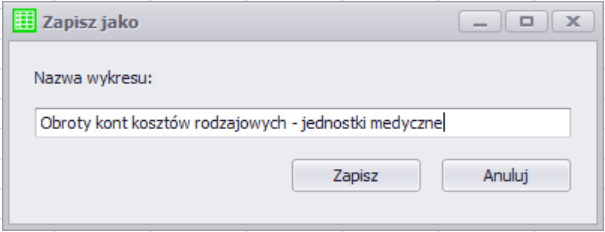 Zapisz jako
Nazwa wykresu:
Obroty kont kosztów rodzajowych - jednostki medyczne
Zapisz Anuluj